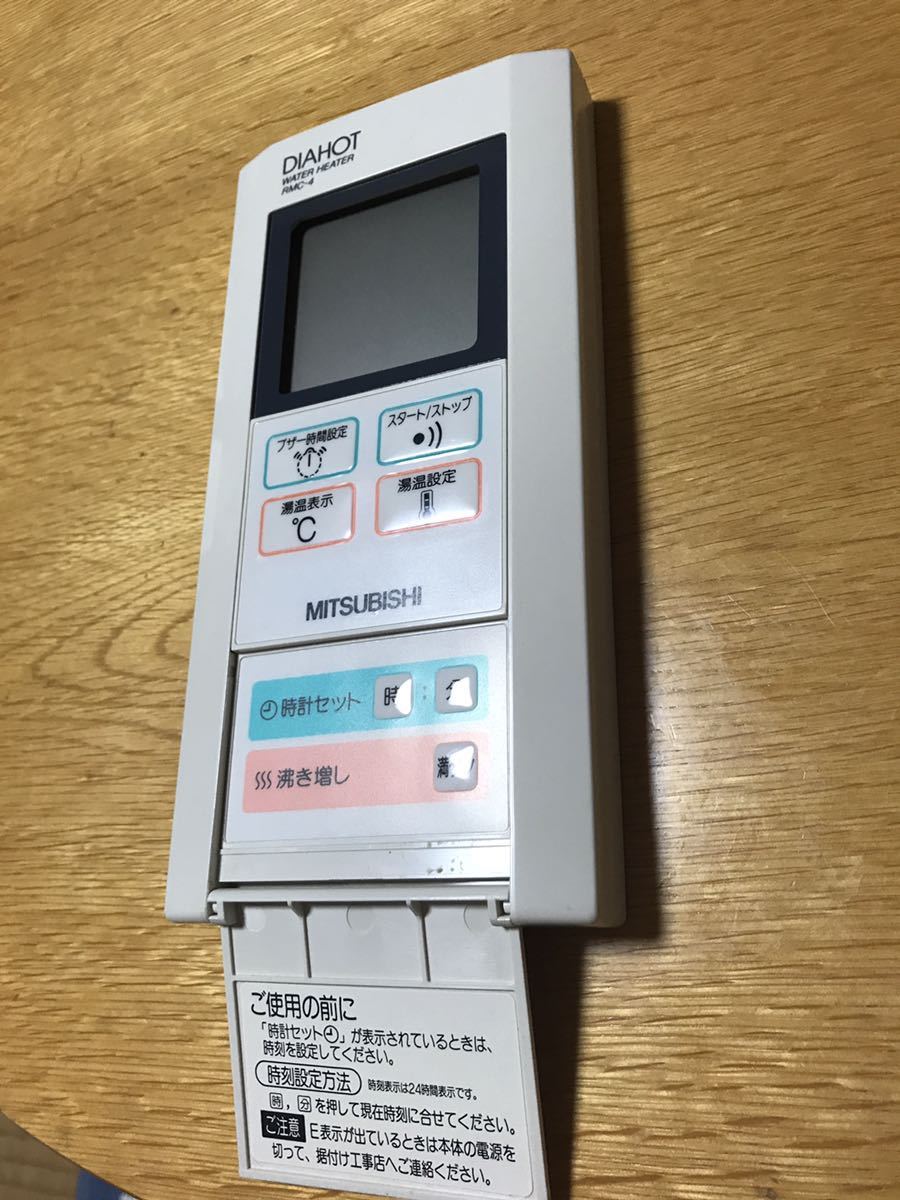 DIAHOT
WATER HEATER
RMC-4
ブザー時間設定
スタート/ストップ
湯温表示
℃
湯温設定
MITSUBISHI
時計セット 時 : 分
沸き増し
ご使用の前に
「時計セット」が表示されているときは、
時刻を設定してください。
時刻設定方法 時刻表示は24時間表示です。
時, 分を押して現在時刻に合せてください。
ご注意 E表示が出ているときは本体の電源を
切って、据付け工事店へご連絡ください。